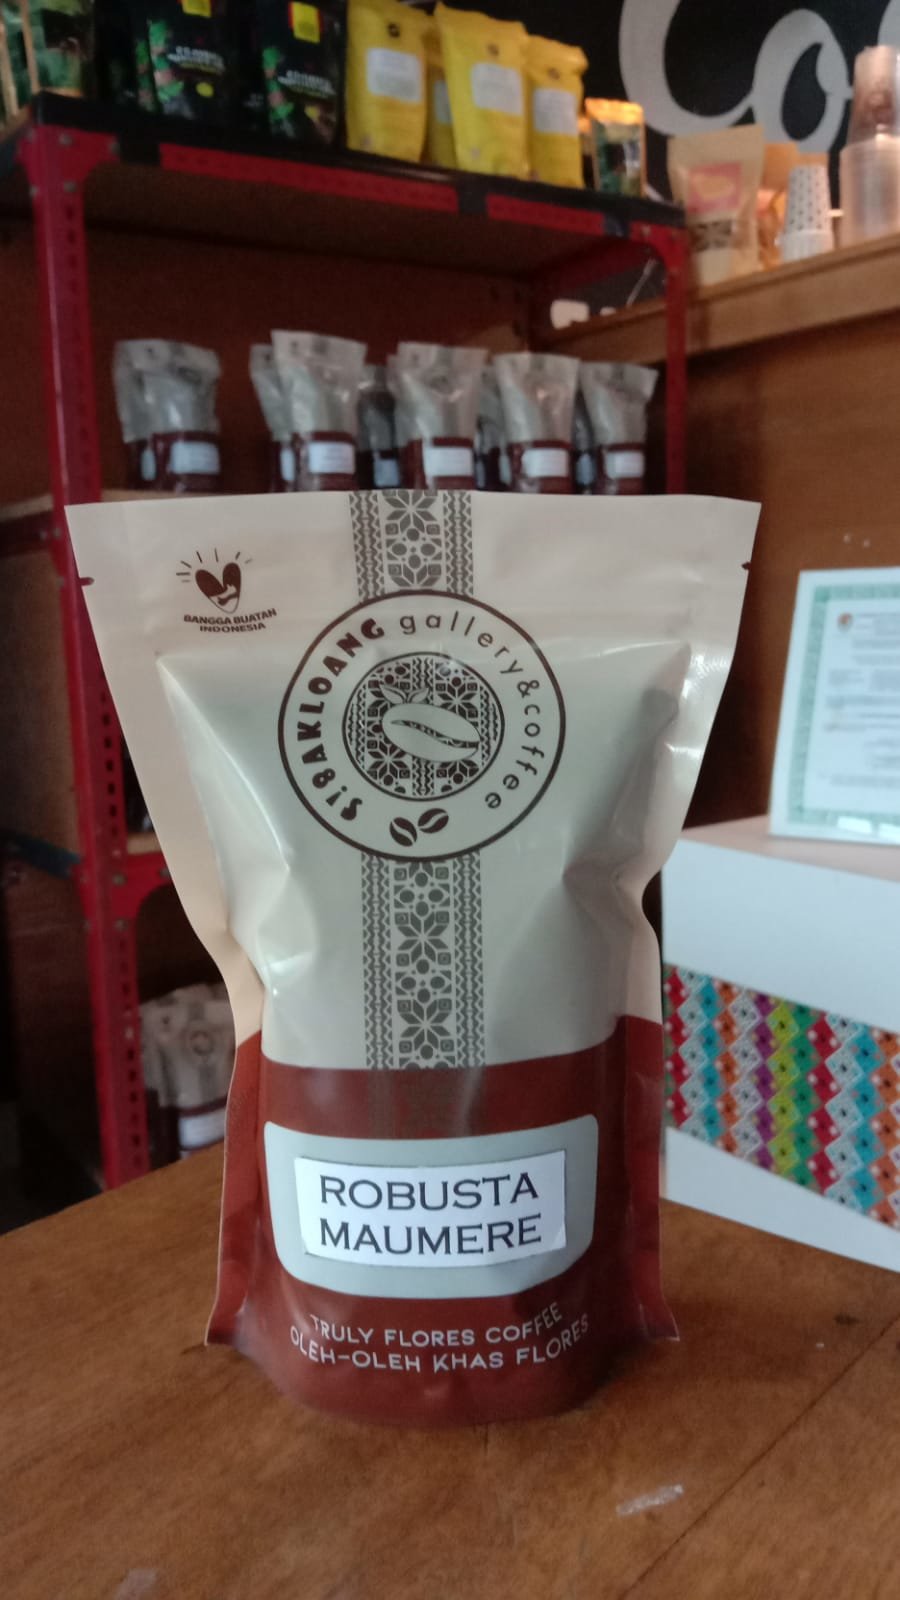 BANGGA BUATAN
INDONESIA
SiBAKLOANG gallery & coffee
ROBUSTA
MAUMERE
TRULY FLORES COFFEE
OLEH-OLEH KHAS FLORES